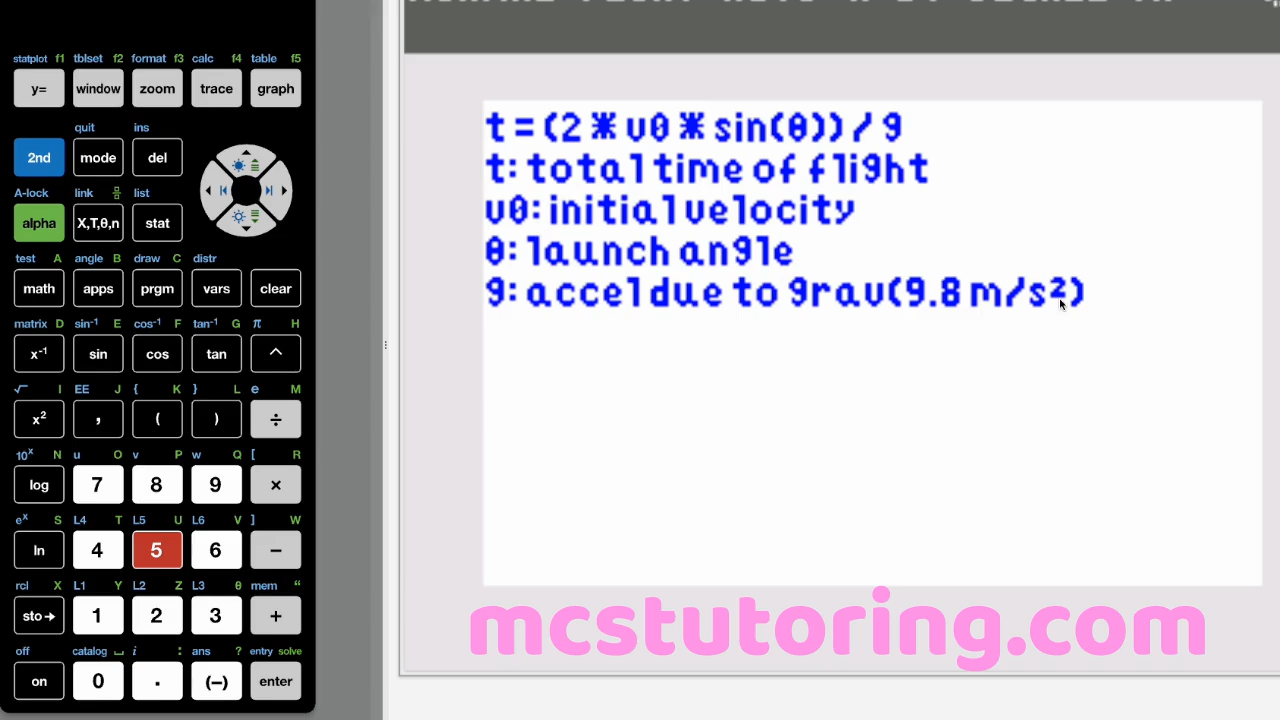 statplot f1 tblset f2 format f3 calc f4 table f5
y= window zoom trace graph
quit ins
2nd mode del
A-lock link list
alpha X,T,θ,n stat
test A angle B draw C distr
math apps prgm vars clear
matrix D sin⁻¹ E cos⁻¹ F tan⁻¹ G π H
x⁻¹ sin cos tan ^
√ I EE J { K } L e M
x² , ( ) ÷
10ˣ N u O v P w Q [ R
log 7 8 9 ×
eˣ S L4 T L5 U L6 V ] W
ln 4 5 6 −
rcl X L1 Y L2 Z L3 θ mem “
sto→ 1 2 3 +
off catalog ⎵ i : ans ? entry solve
on 0 . (−) enter
t=(2*v0*sin(θ))/g
t: total time of flight
v0: initial velocity
θ: launch angle
g: accel due to grav(9.8 m/s²)
mcstutoring.com